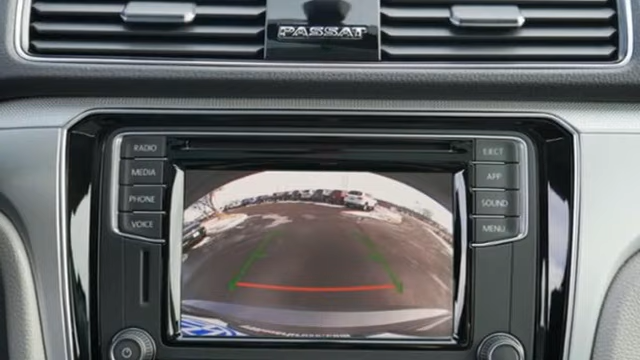 PASSAT
RADIO
MEDIA
PHONE
VOICE
EJECT
APP
SOUND
MENU